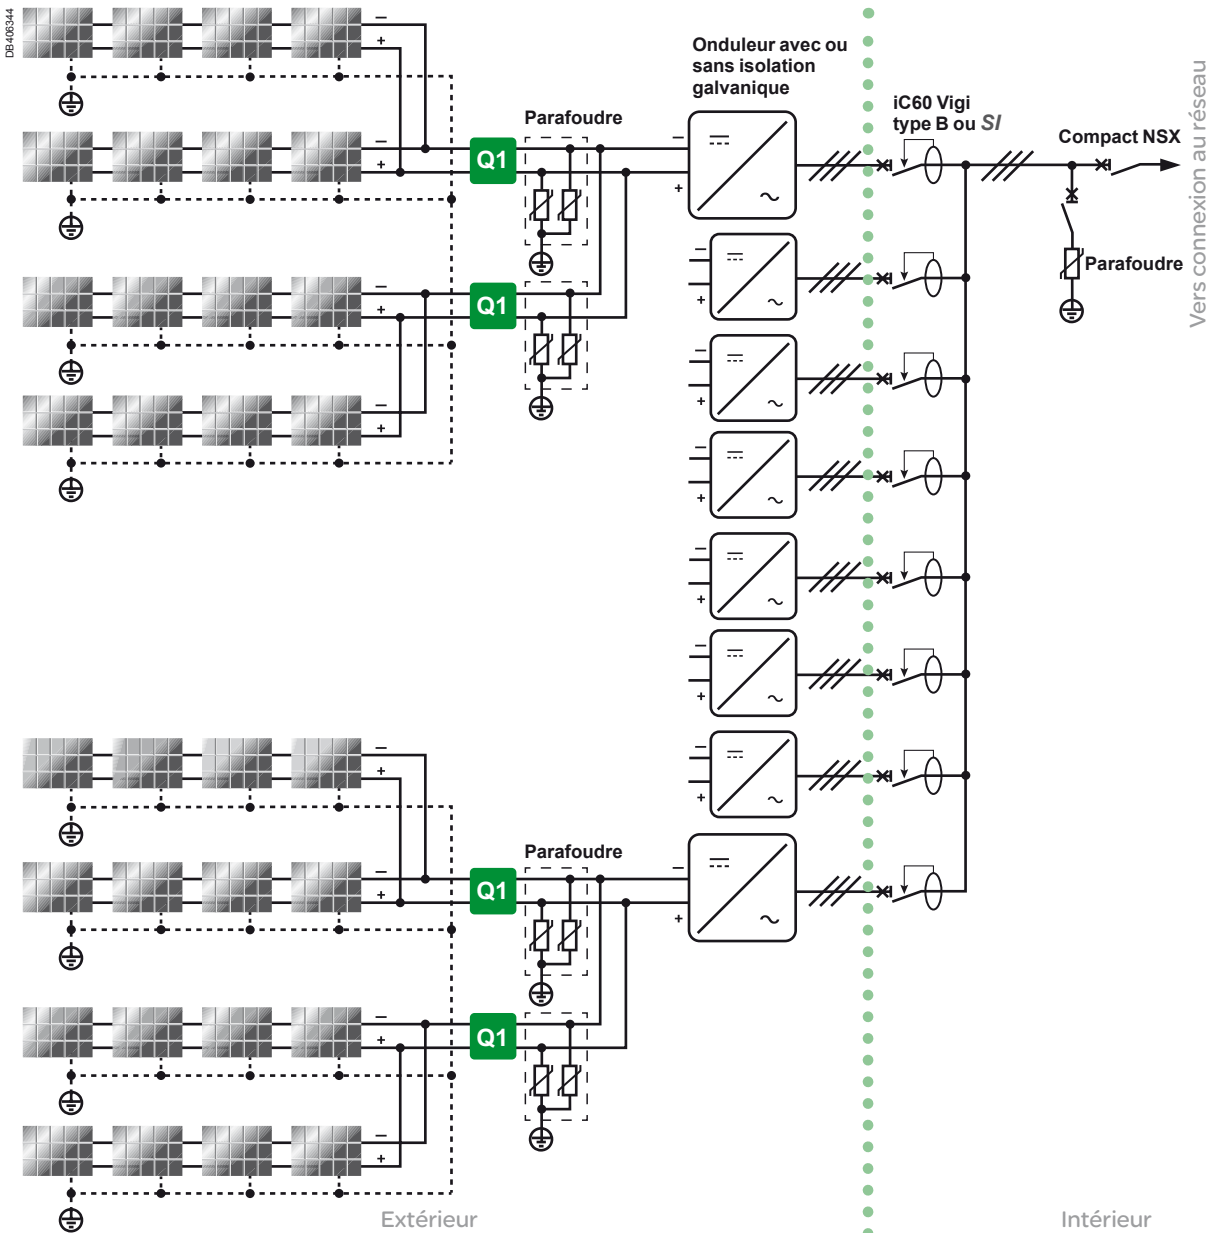 DB406344
Onduleur avec ou
sans isolation
galvanique
Parafoudre
iC60 Vigi
type B ou SI
Compact NSX
Vers connexion au réseau
−
+
−
+
Q1
−
+
Parafoudre
−
+
−
+
Q1
−
+
−
+
−
+
−
+
−
+
−
+
−
+
−
+
Parafoudre
−
+
Q1
−
+
−
+
Q1
−
+
Extérieur
Intérieur